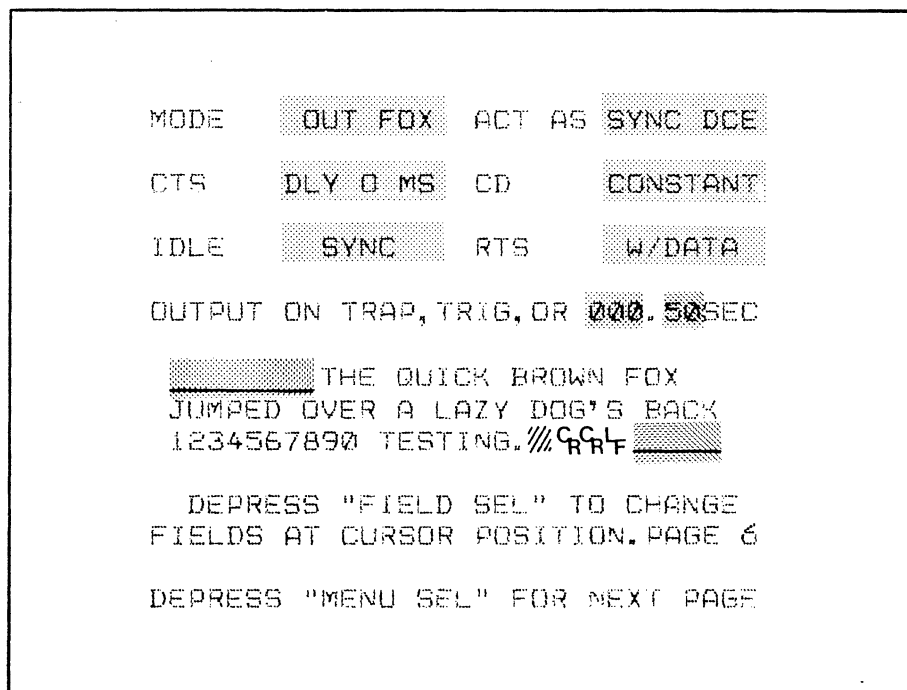 MODE OUT FOX ACT AS SYNC DCE
CTS DLY 0 MS CD CONSTANT
IDLE SYNC RTS W/DATA
OUTPUT ON TRAP, TRIG, OR 000.50SEC
THE QUICK BROWN FOX
JUMPED OVER A LAZY DOG'S BACK
1234567890 TESTING.///CRCRLF
DEPRESS "FIELD SEL" TO CHANGE
FIELDS AT CURSOR POSITION. PAGE 6
DEPRESS "MENU SEL" FOR NEXT PAGE